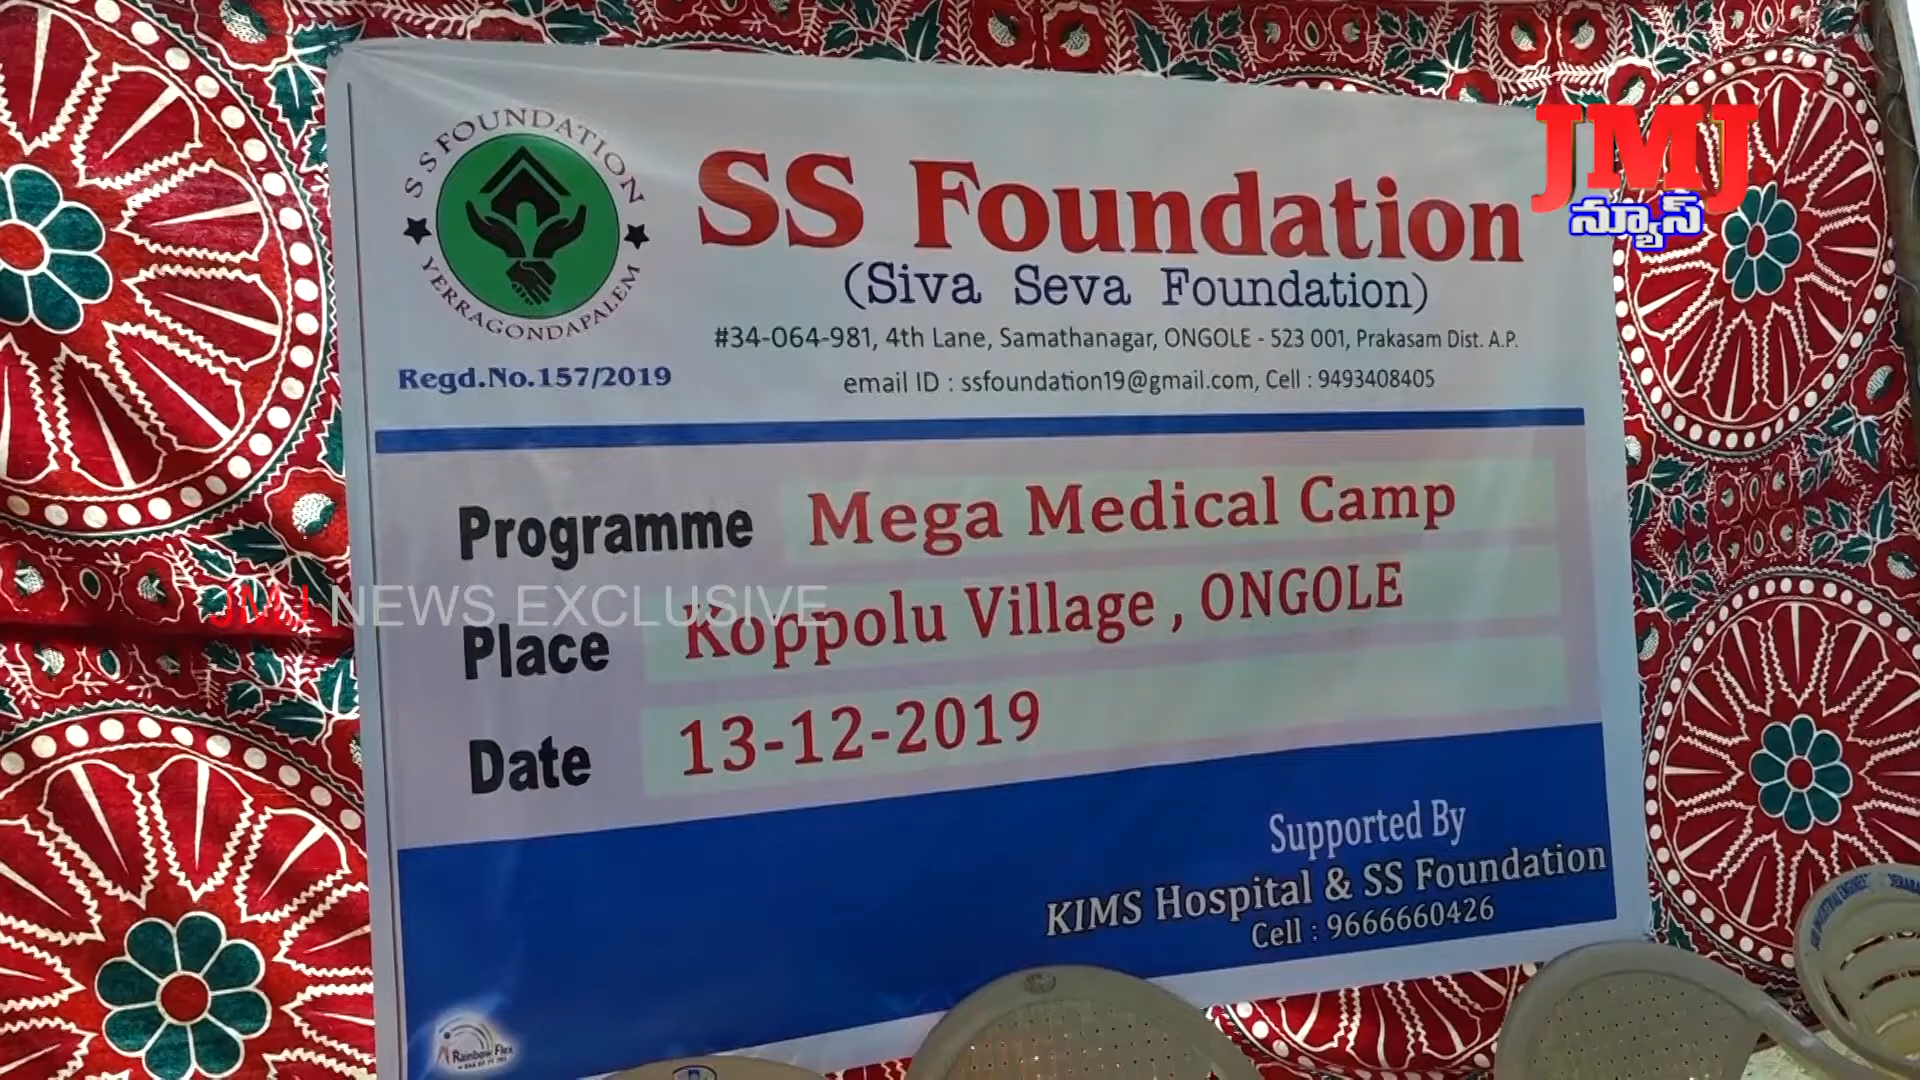 JMJ
న్యూస్
S S FOUNDATION
YERRAGONDAPALEM
SS Foundation
(Siva Seva Foundation)
#34-064-981, 4th Lane, Samathanagar, ONGOLE - 523 001, Prakasam Dist. A.P.
Regd.No.157/2019
email ID : ssfoundation19@gmail.com, Cell : 9493408405
Programme Mega Medical Camp
JMJ NEWS EXCLUSIVE
Place Koppolu Village , ONGOLE
Date 13-12-2019
Supported By
KIMS Hospital & SS Foundation
Cell : 9666660426
Rainbow Flex